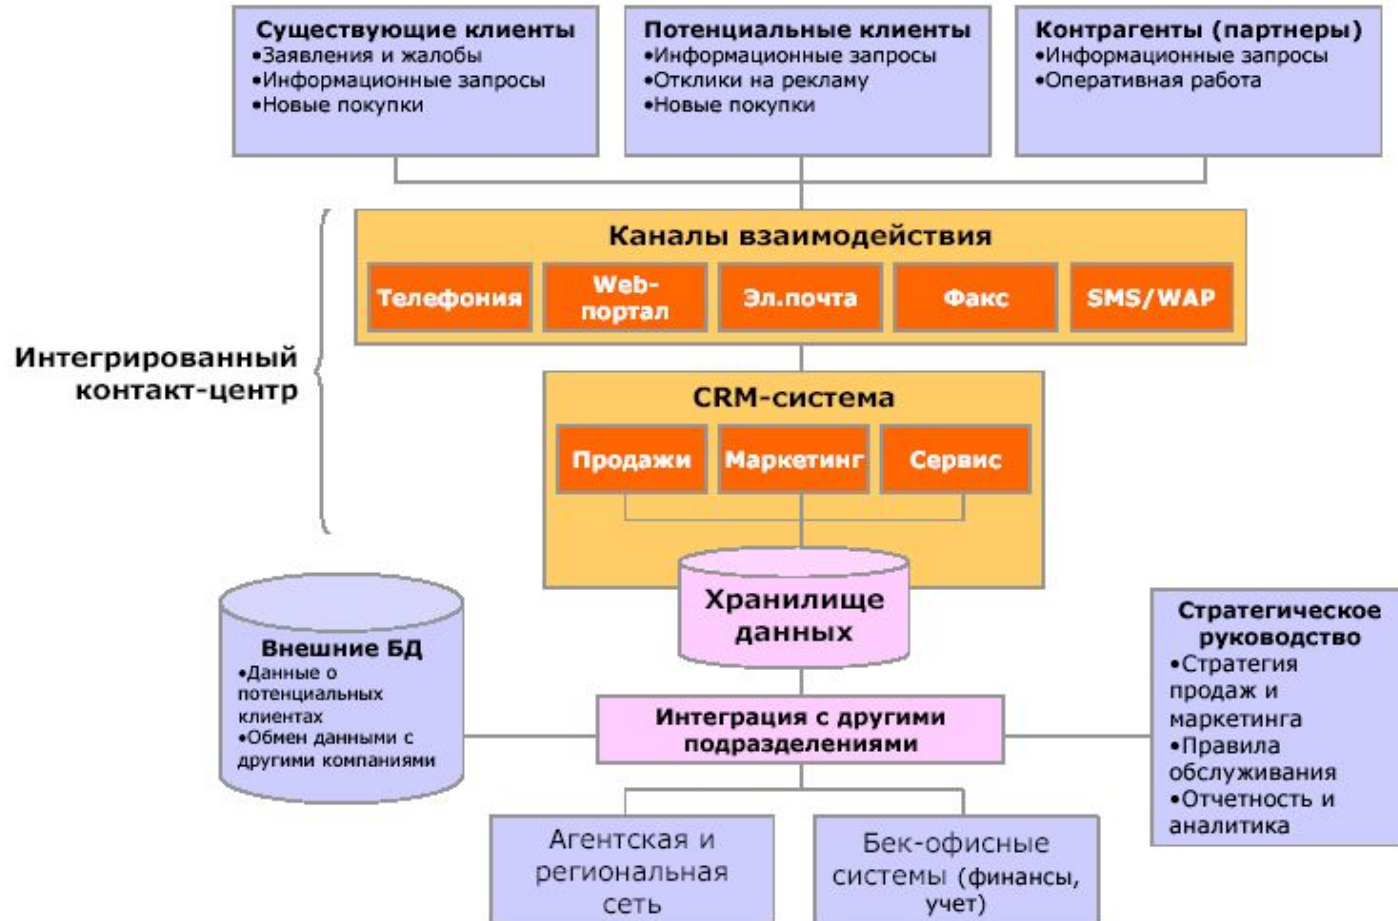 Существующие клиенты
•Заявления и жалобы
•Информационные запросы
•Новые покупки
Потенциальные клиенты
•Информационные запросы
•Отклики на рекламу
•Новые покупки
Контрагенты (партнеры)
•Информационные запросы
•Оперативная работа
Каналы взаимодействия
Телефония
Web-
портал
Эл.почта
Факс
SMS/WAP
Интегрированный
контакт-центр
CRM-система
Продажи
Маркетинг
Сервис
Хранилище
данных
Внешние БД
•Данные о
потенциальных
клиентах
•Обмен данными с
другими компаниями
Интеграция с другими
подразделениями
Стратегическое
руководство
•Стратегия
продаж и
маркетинга
•Правила
обслуживания
•Отчетность и
аналитика
Агентская и
региональная
сеть
Бек-офисные
системы (финансы,
учет)